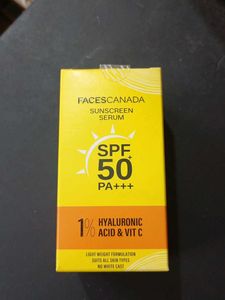 FACESCANADA
SUNSCREEN
SERUM
SPF
50+
PA+++
1% HYALURONIC
ACID & VIT C
LIGHT WEIGHT FORMULATION
SUITS ALL SKIN TYPES
NO WHITE CAST